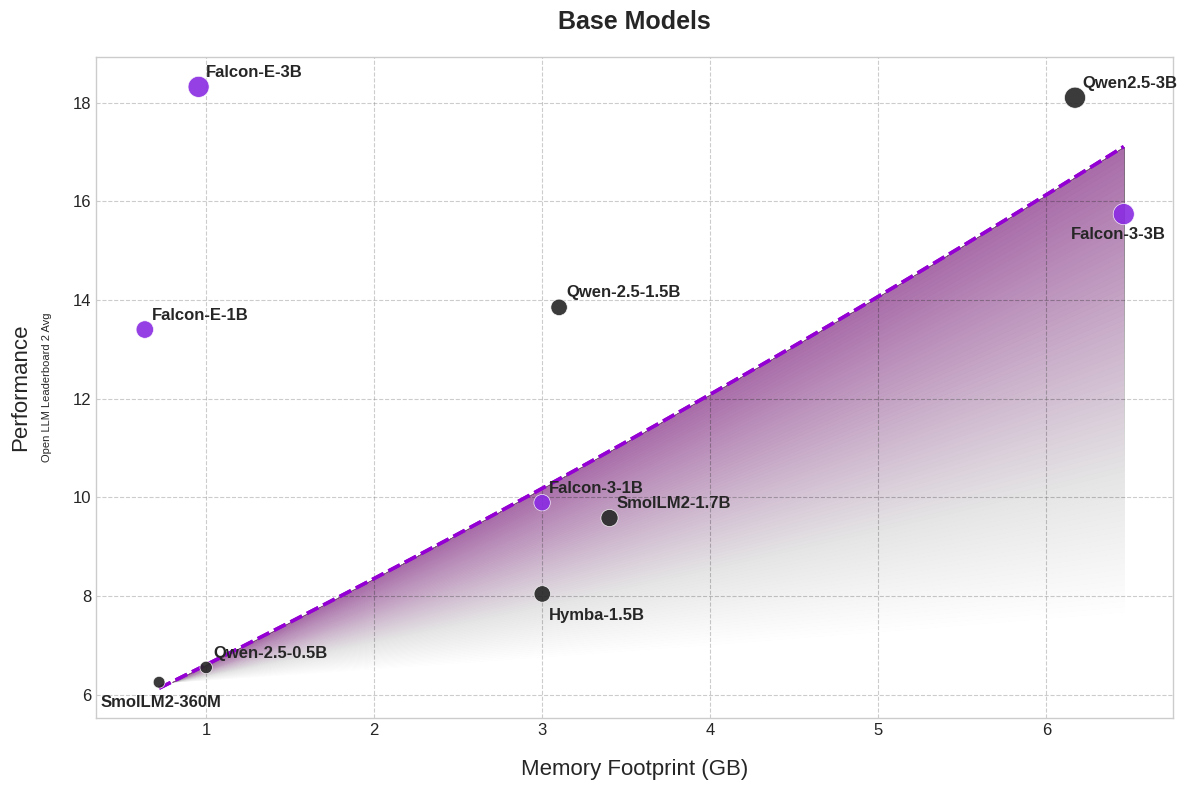 Base Models
Falcon-E-3B
Qwen2.5-3B
Falcon-3-3B
Qwen-2.5-1.5B
Falcon-E-1B
Falcon-3-1B
SmolLM2-1.7B
Hymba-1.5B
Qwen-2.5-0.5B
SmolLM2-360M
18
16
14
12
10
8
6
1 2 3 4 5 6
Performance
Open LLM Leaderboard 2 Avg
Memory Footprint (GB)